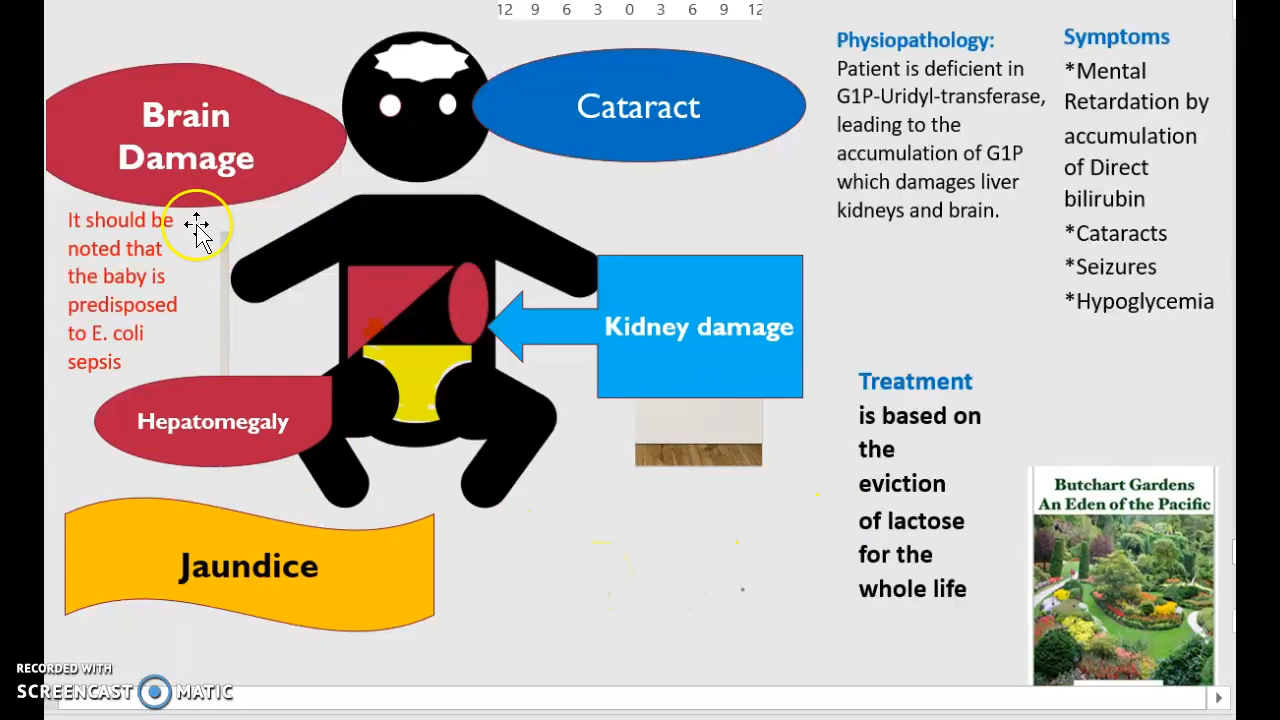 12 9 6 3 0 3 6 9 12
Brain
Damage
Cataract
It should be
noted that
the baby is
predisposed
to E. coli
sepsis
Kidney damage
Hepatomegaly
Jaundice
Physiopathology:
Patient is deficient in
G1P-Uridyl-transferase,
leading to the
accumulation of G1P
which damages liver
kidneys and brain.
Symptoms
*Mental
Retardation by
accumulation
of Direct
bilirubin
*Cataracts
*Seizures
*Hypoglycemia
Treatment
is based on
the
eviction
of lactose
for the
whole life
Butchart Gardens
An Eden of the Pacific
RECORDED WITH
SCREENCAST MATIC